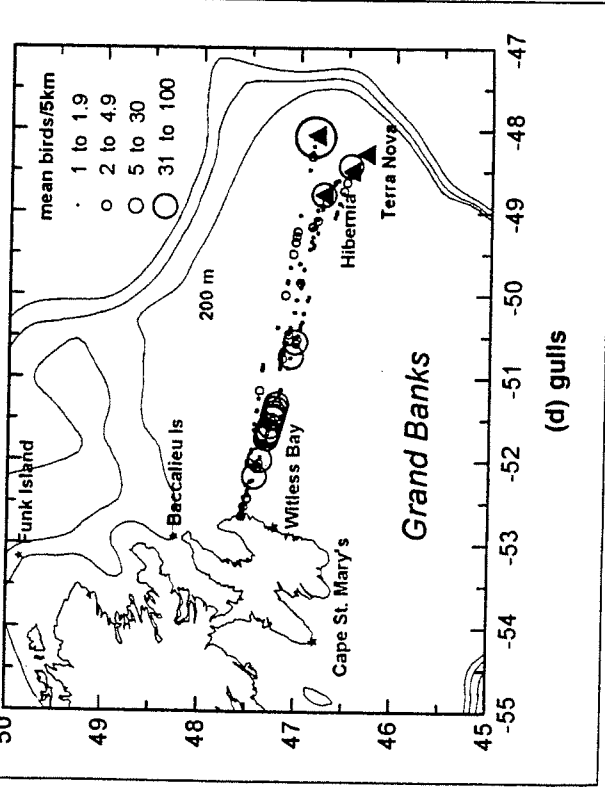 50
49
48
47
46
45
-55
-54
-53
-52
-51
-50
-49
-48
-47
mean birds/5km
1 to 1.9
2 to 4.9
5 to 30
31 to 100
Funk Island
Baccalieu Is
200 m
Witless Bay
Cape St. Mary's
Hibernia
Terra Nova
Grand Banks
(d) gulls